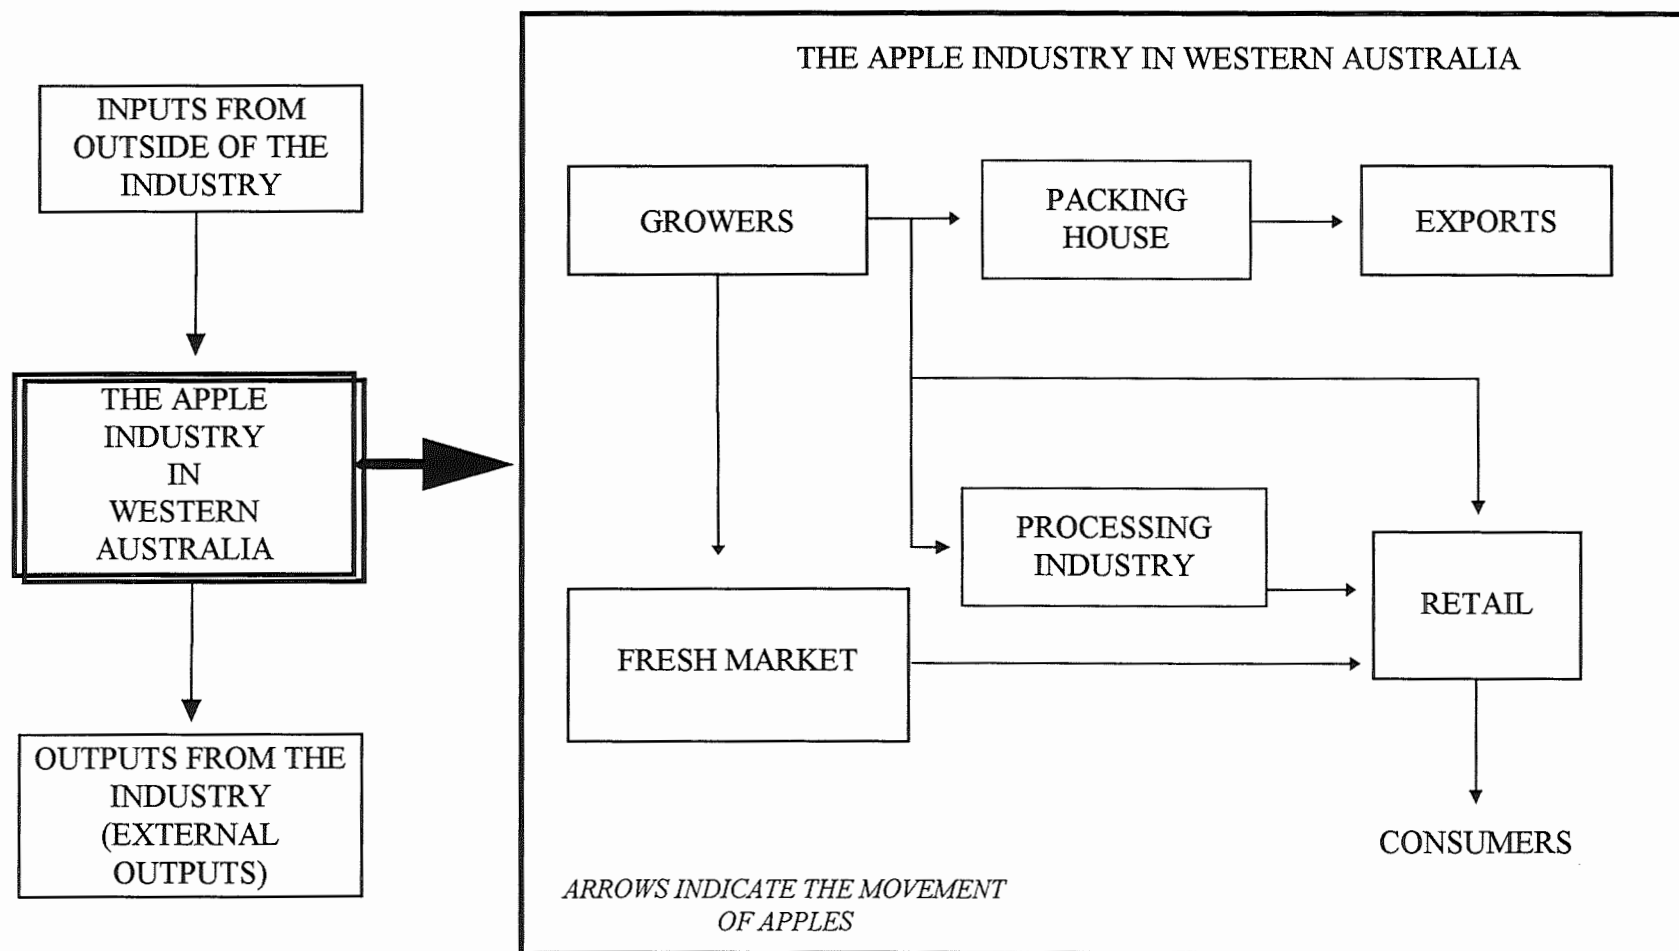 THE APPLE INDUSTRY IN WESTERN AUSTRALIA
INPUTS FROM
OUTSIDE OF THE
INDUSTRY
THE APPLE
INDUSTRY
IN
WESTERN
AUSTRALIA
OUTPUTS FROM THE
INDUSTRY
(EXTERNAL
OUTPUTS)
GROWERS
PACKING
HOUSE
EXPORTS
PROCESSING
INDUSTRY
RETAIL
FRESH MARKET
CONSUMERS
ARROWS INDICATE THE MOVEMENT
OF APPLES